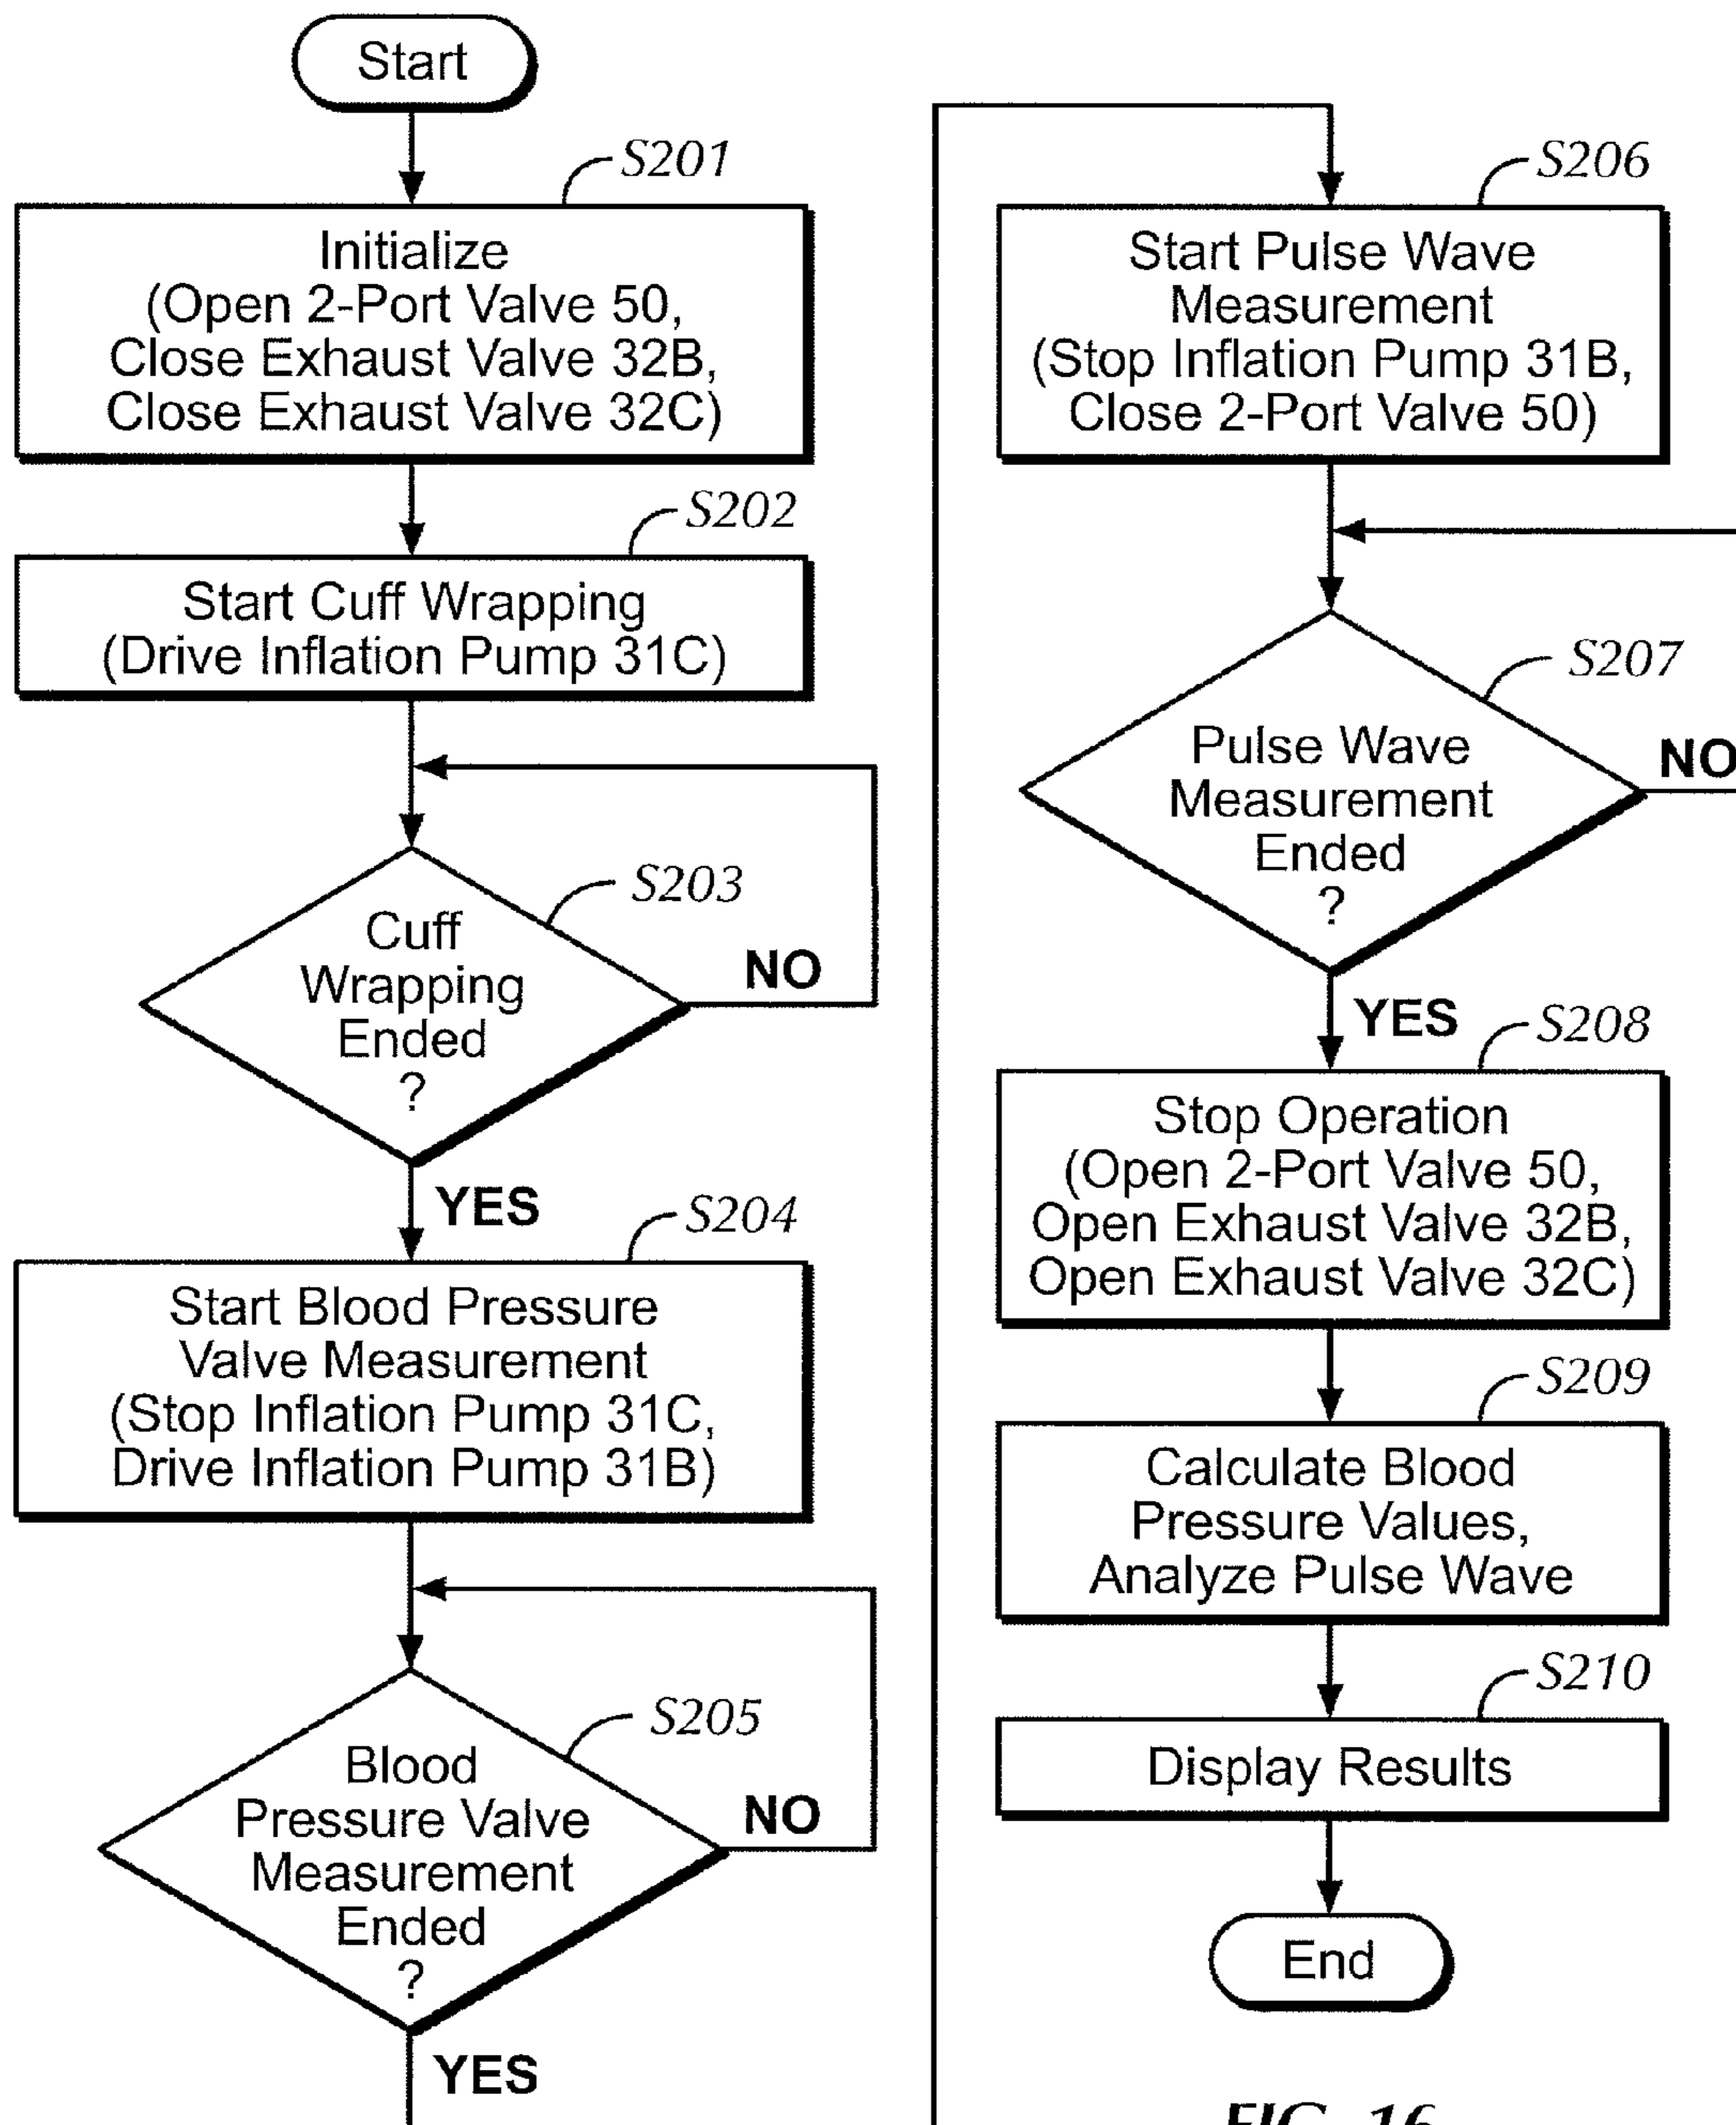 Start
S201
Initialize
(Open 2-Port Valve 50,
Close Exhaust Valve 32B,
Close Exhaust Valve 32C)
S202
Start Cuff Wrapping
(Drive Inflation Pump 31C)
S203
Cuff
Wrapping
Ended
?
NO
YES
S204
Start Blood Pressure
Valve Measurement
(Stop Inflation Pump 31C,
Drive Inflation Pump 31B)
S205
Blood
Pressure Valve
Measurement
Ended
?
NO
YES
S206
Start Pulse Wave
Measurement
(Stop Inflation Pump 31B,
Close 2-Port Valve 50)
S207
Pulse Wave
Measurement
Ended
?
NO
YES
S208
Stop Operation
(Open 2-Port Valve 50,
Open Exhaust Valve 32B,
Open Exhaust Valve 32C)
S209
Calculate Blood
Pressure Values,
Analyze Pulse Wave
S210
Display Results
End
FIG. 16